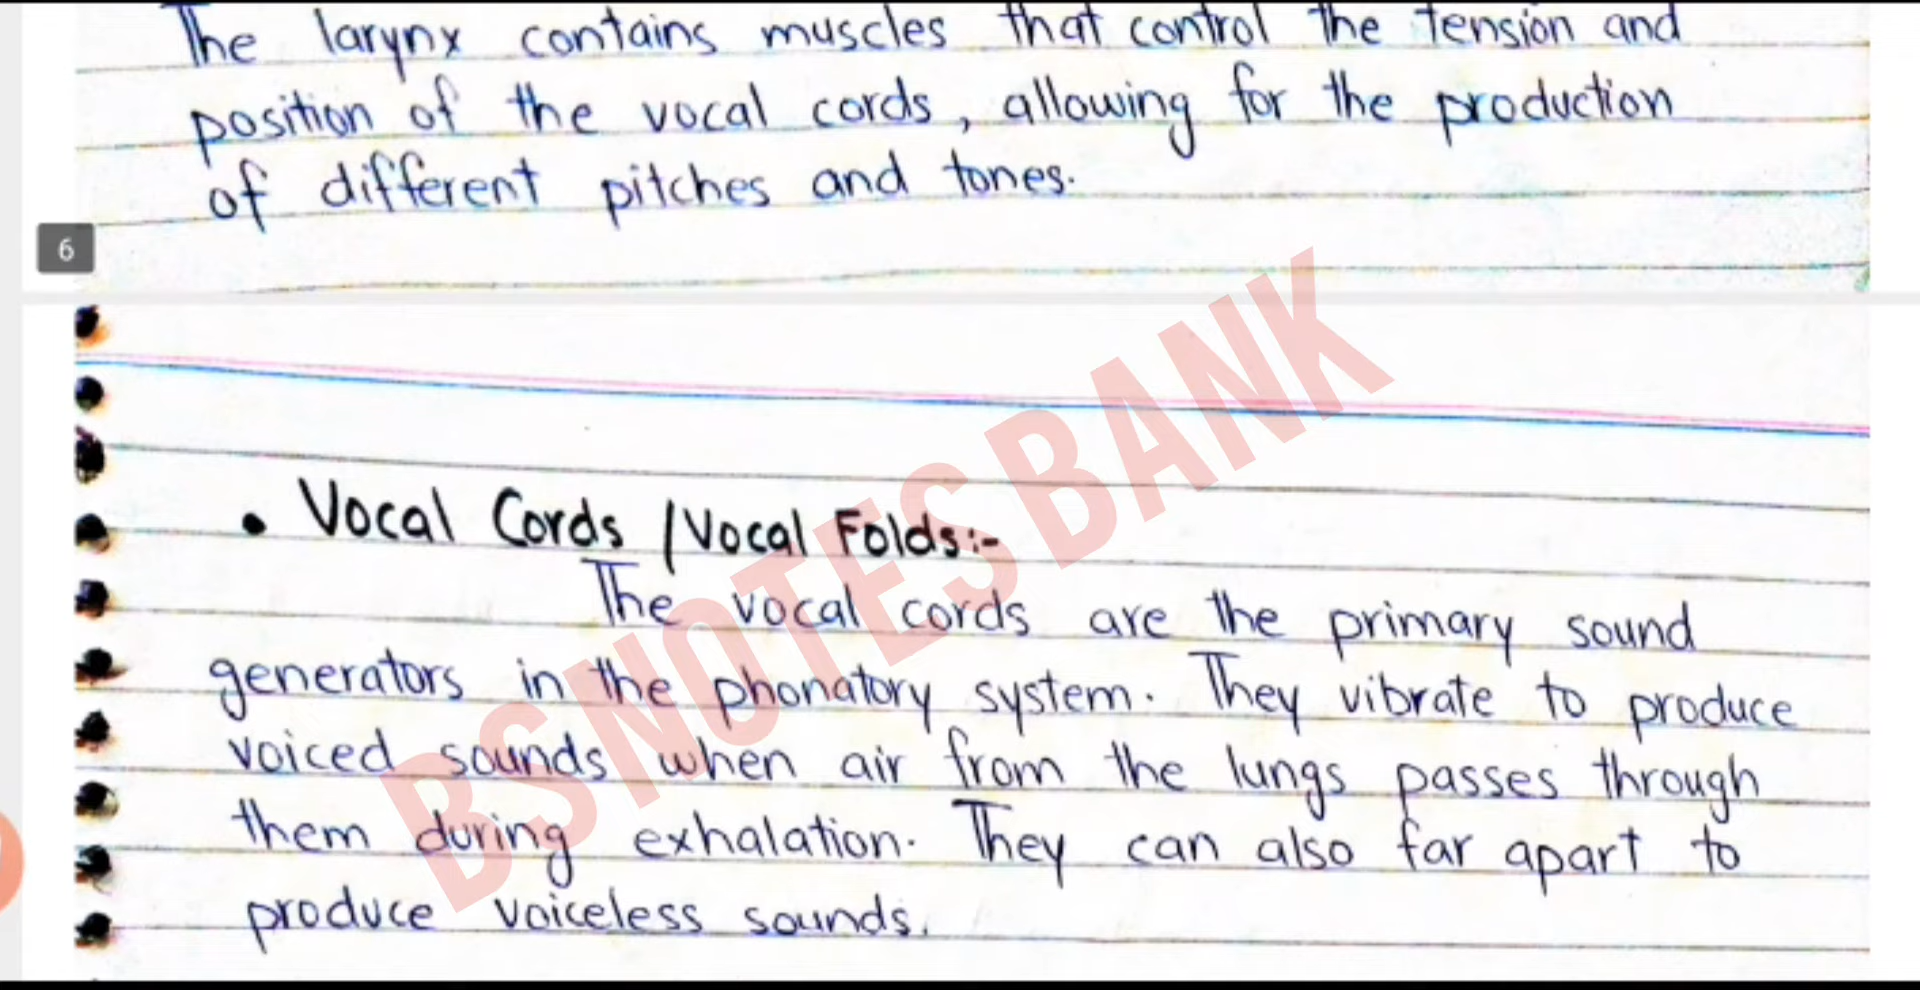 The larynx contains muscles that control the tension and
position of the vocal cords, allowing for the production
of different pitches and tones.
6
• Vocal Cords / Vocal Folds:-
The vocal cords are the primary sound
generators in the phonatory system. They vibrate to produce
voiced sounds when air from the lungs passes through
them during exhalation. They can also far apart to
produce voiceless sounds.
BSNOTES BANK